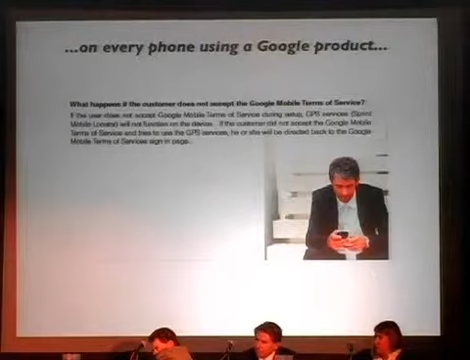 ...on every phone using a Google product...
What happens if the customer does not accept the Google Mobile Terms of Service?
If the user does not accept Google Mobile Terms of Service during setup, GPS services (Sprint
Mobile Locator) will not function on the device. If the customer did not accept the Google Mobile
Terms of Service and tries to use the GPS services, he or she will be directed back to the Google
Mobile Terms of Services sign in page.